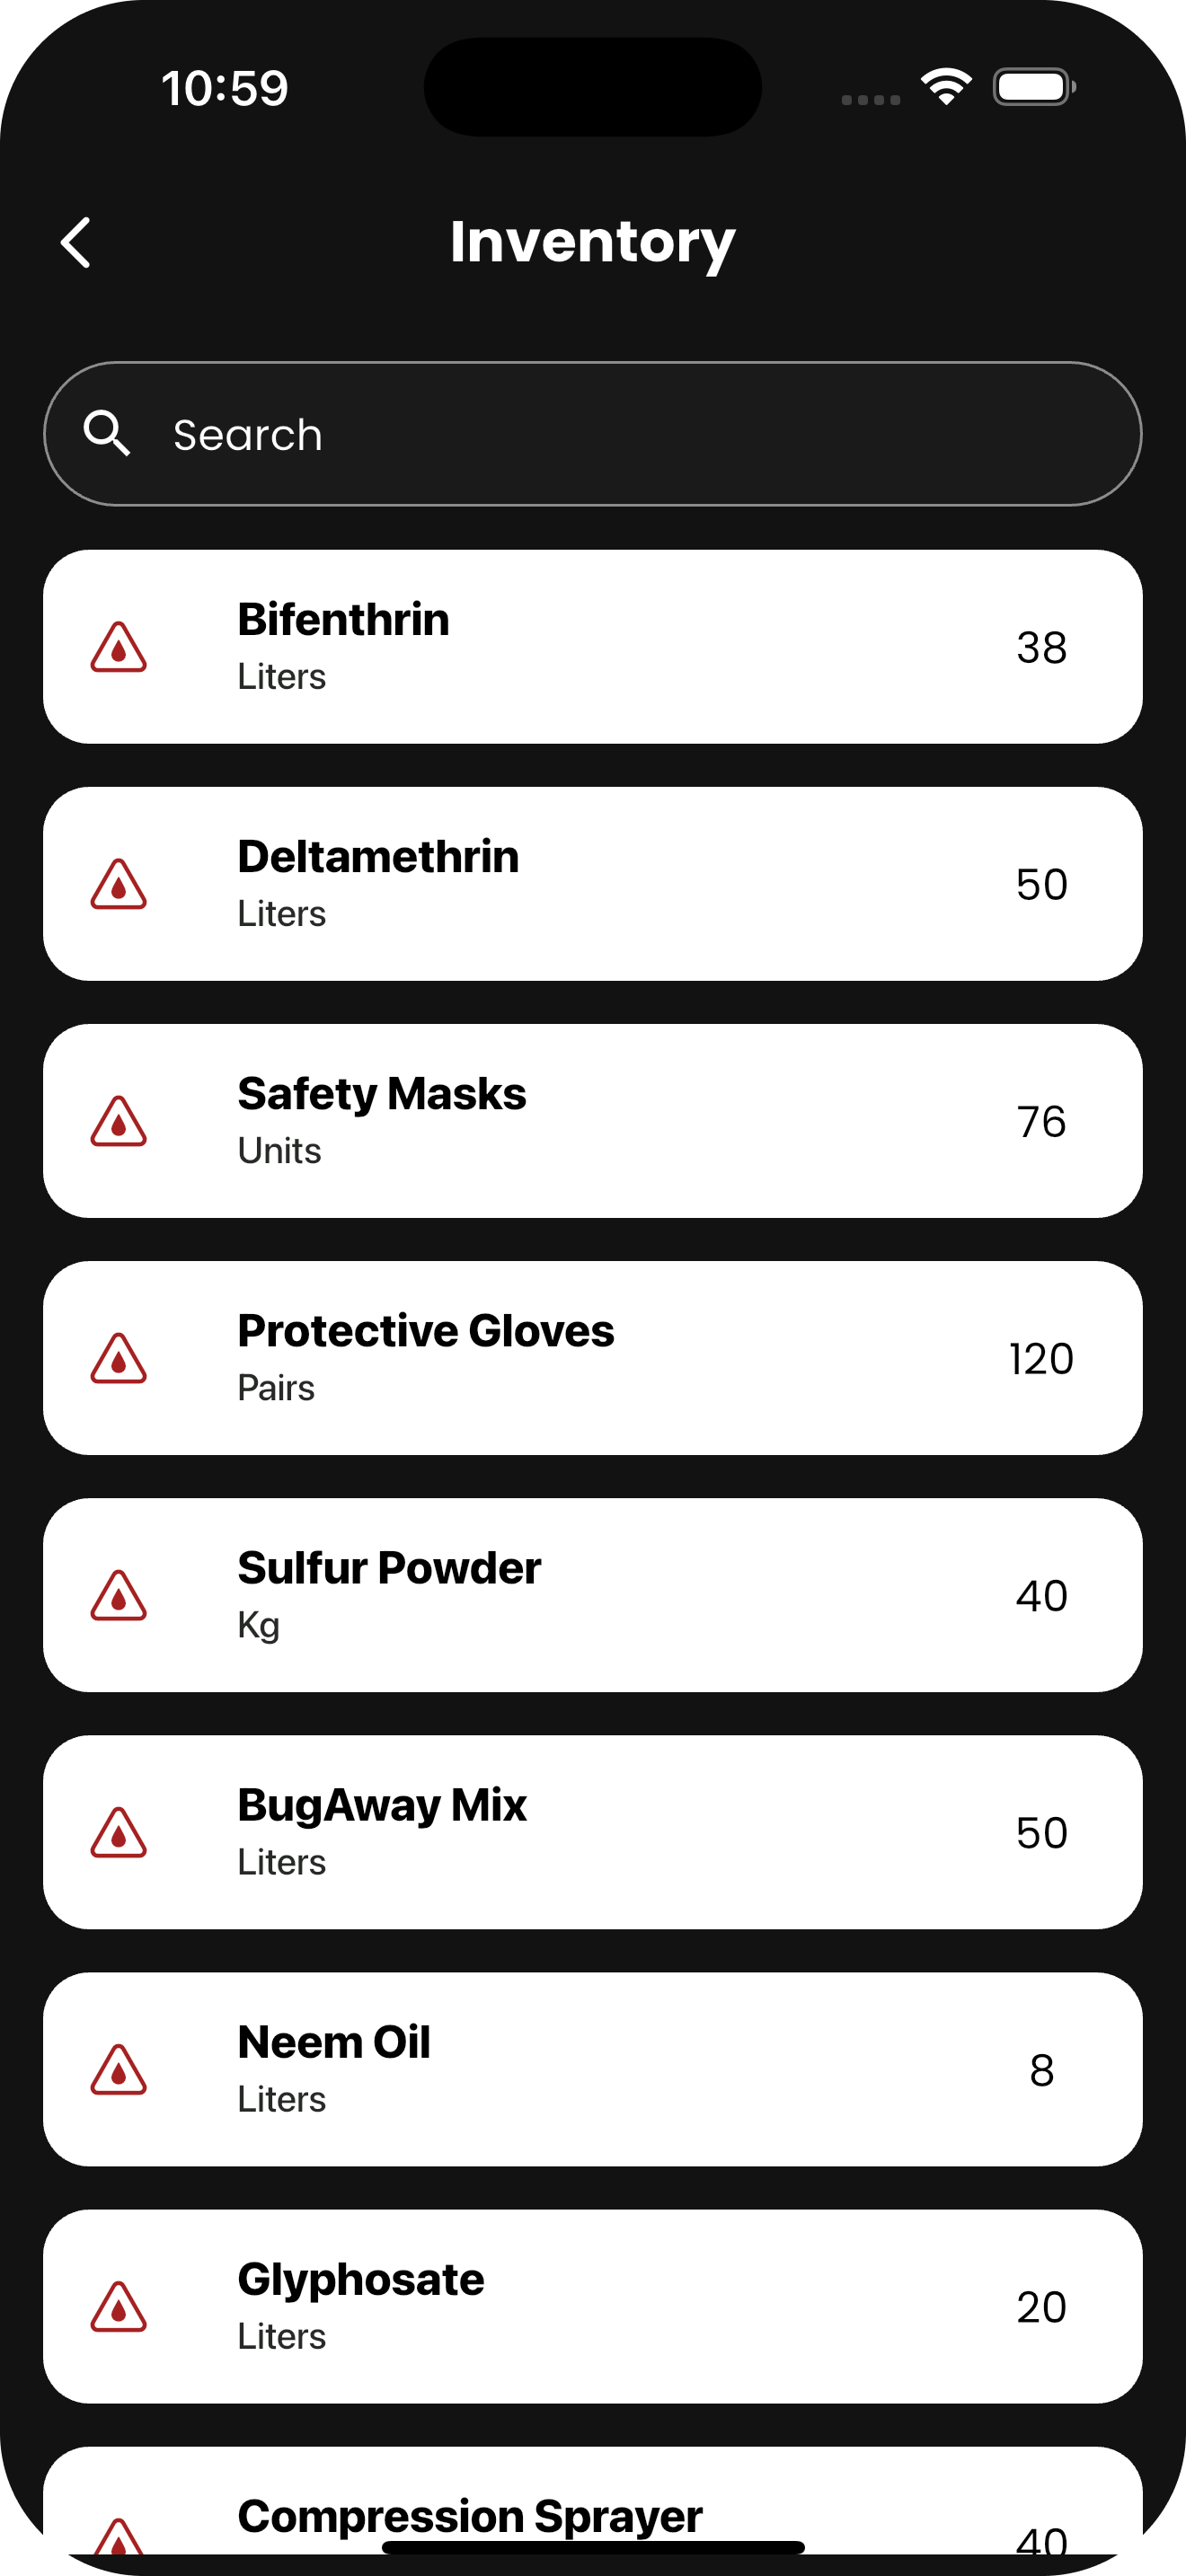 10:59
Inventory
Search
Bifenthrin
Liters
38
Deltamethrin
Liters
50
Safety Masks
Units
76
Protective Gloves
Pairs
120
Sulfur Powder
Kg
40
BugAway Mix
Liters
50
Neem Oil
Liters
8
Glyphosate
Liters
20
Compression Sprayer
40